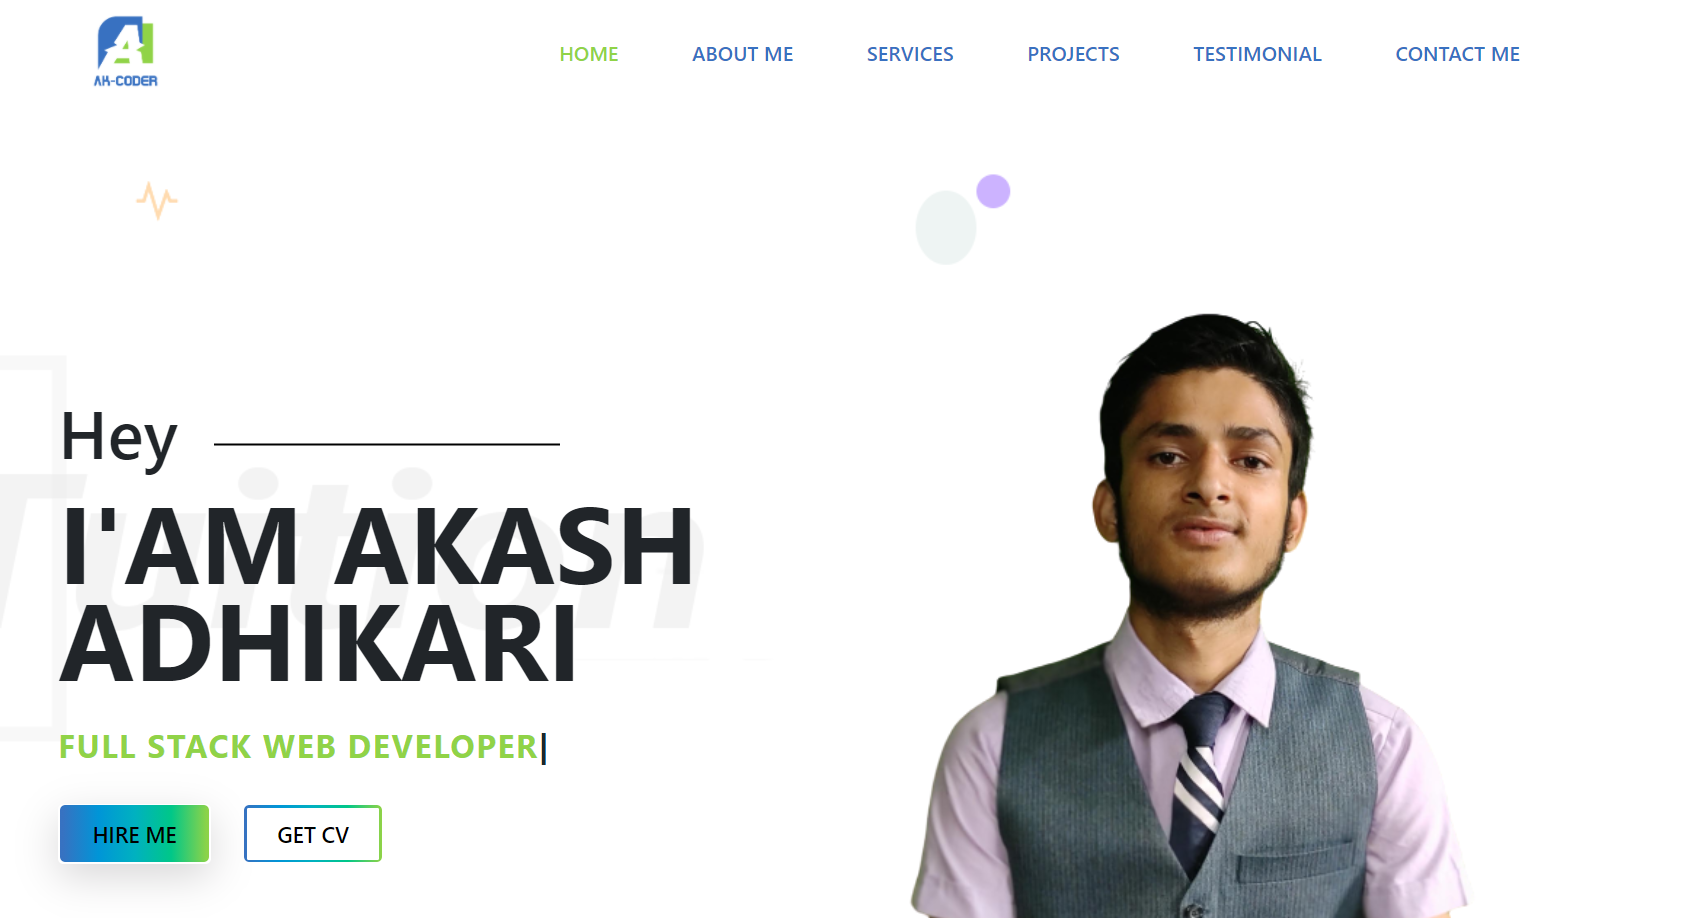 AK-CODER
HOME ABOUT ME SERVICES PROJECTS TESTIMONIAL CONTACT ME
Hey
Tuition
I'AM AKASH
ADHIKARI
FULL STACK WEB DEVELOPER|
HIRE ME GET CV